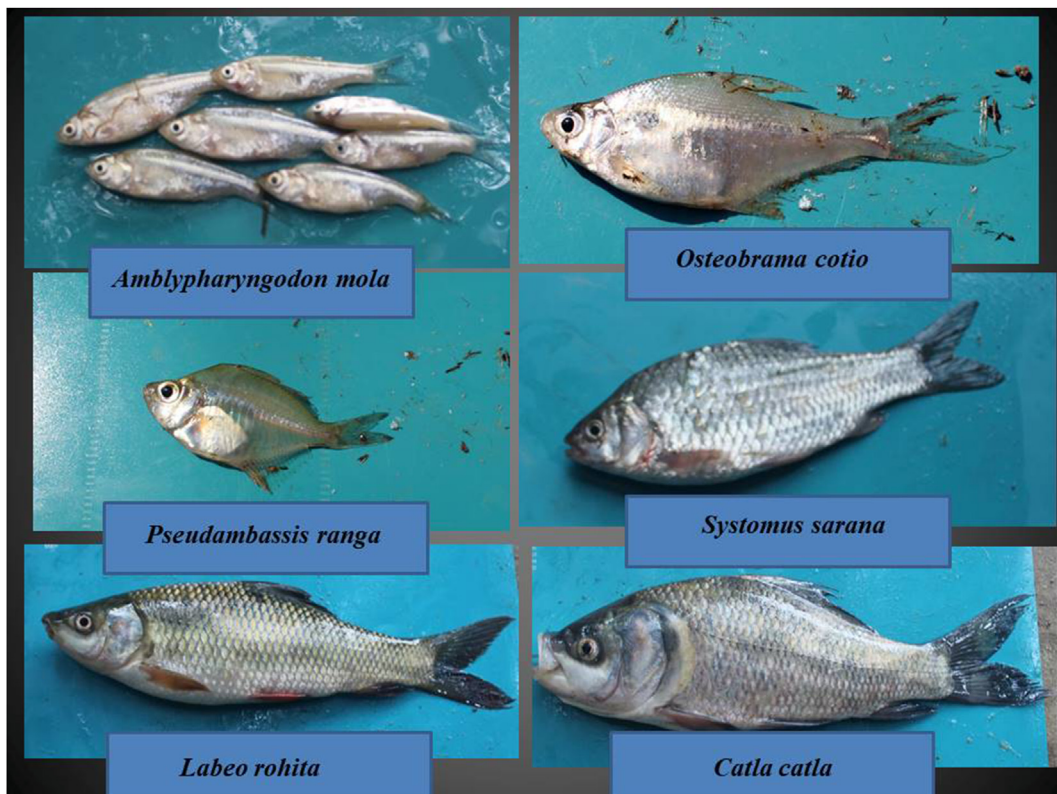 Amblypharyngodon mola
Osteobrama cotio
Pseudambassis ranga
Systomus sarana
Labeo rohita
Catla catla